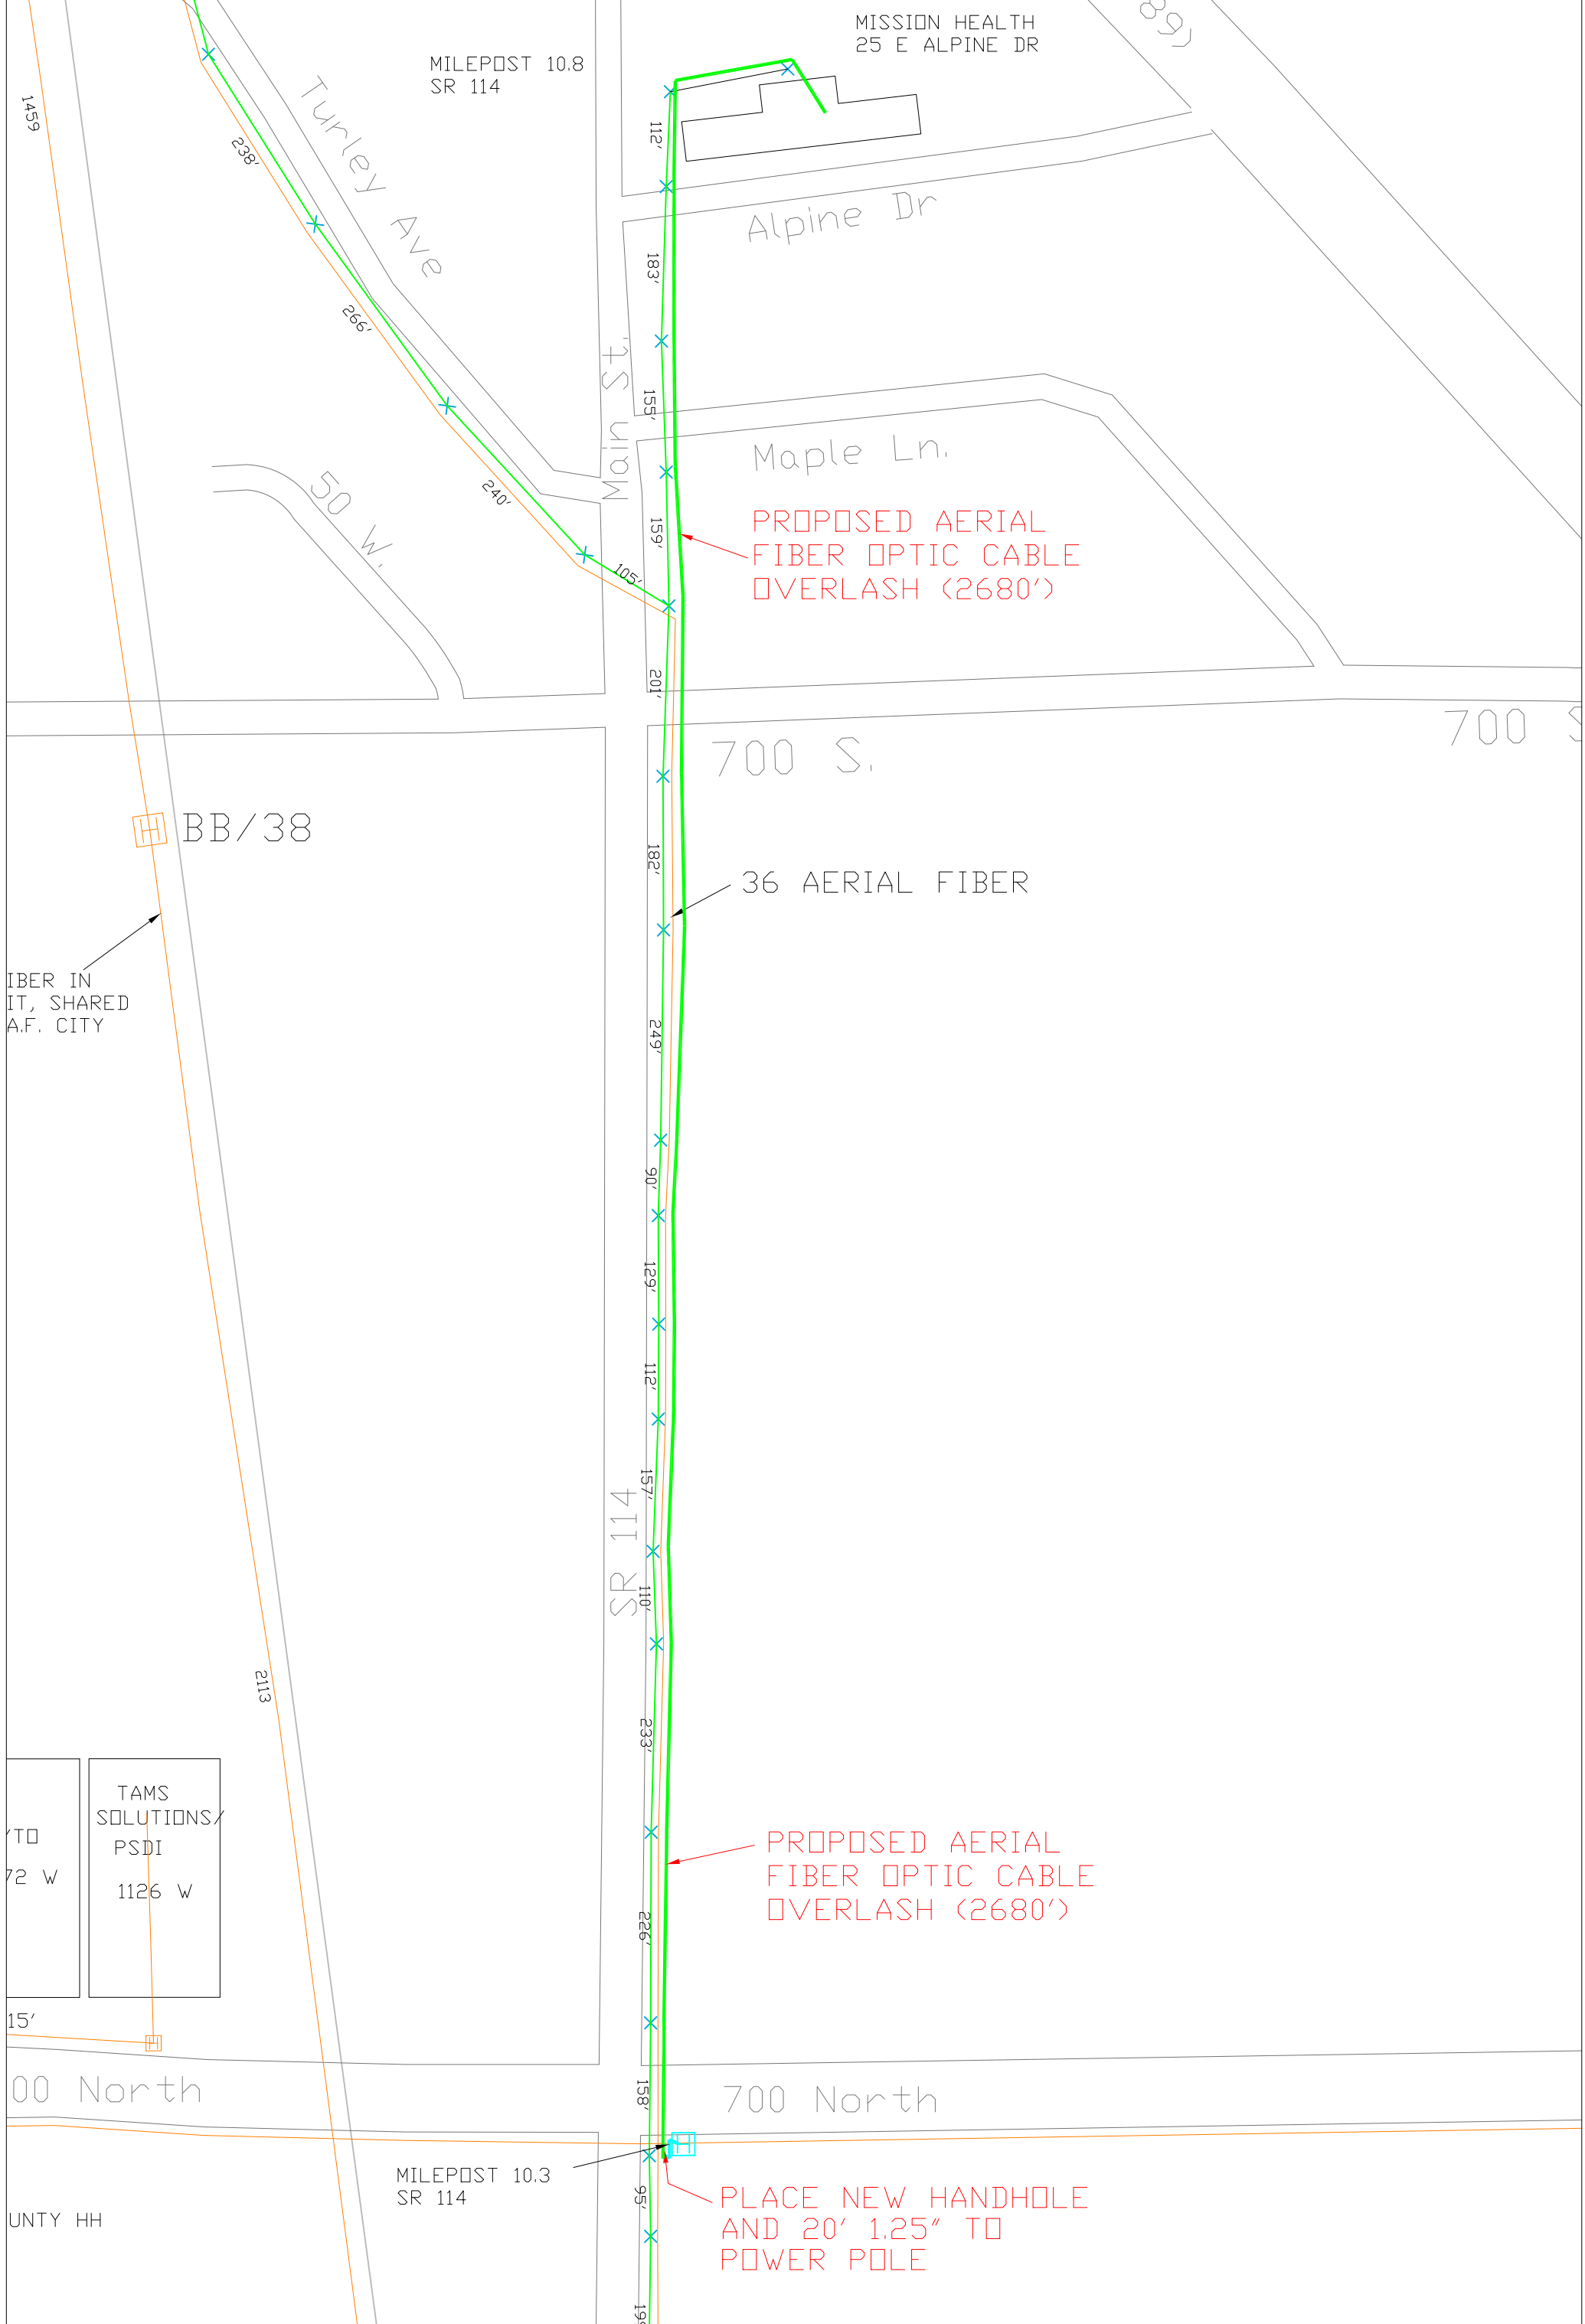 MISSION HEALTH
25 E ALPINE DR
MILEPOST 10.8
SR 114
89)
1459
Turley Ave
238'
112'
Alpine Dr
183'
266'
Main St.
155'
Maple Ln.
50 W.
240'
159'
PROPOSED AERIAL
FIBER OPTIC CABLE
OVERLASH (2680')
105'
201'
700 S.
700 S
BB/38
182'
36 AERIAL FIBER
IBER IN
IT, SHARED
A.F. CITY
249'
90'
129'
112'
157'
SR 114
110'
2113
233'
TAMS
SOLUTIONS/
PSDI
1126 W
/TO
72 W
PROPOSED AERIAL
FIBER OPTIC CABLE
OVERLASH (2680')
226'
15'
H
H
00 North
700 North
158'
H
MILEPOST 10.3
SR 114
95'
PLACE NEW HANDHOLE
AND 20' 1.25" TO
POWER POLE
UNTY HH